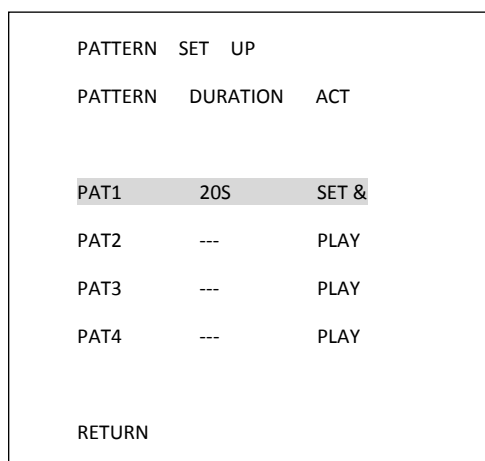 PATTERN SET UP
PATTERN DURATION ACT
PAT1 20S SET &
PAT2 --- PLAY
PAT3 --- PLAY
PAT4 --- PLAY
RETURN